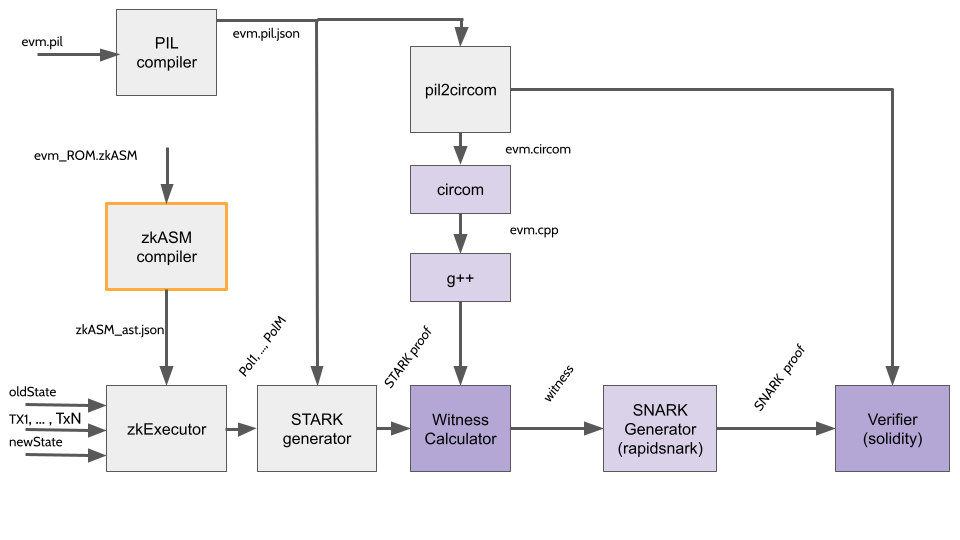 evm.pil
PIL
compiler
evm.pil.json
pil2circom
evm.circom
evm_ROM.zkASM
circom
zkASM
compiler
evm.cpp
g++
zkASM_ast.json
Pol1, ..., PolM
STARK proof
witness
SNARK proof
oldState
TX1, ... , TxN
newState
zkExecutor
STARK
generator
Witness
Calculator
SNARK
Generator
(rapidsnark)
Verifier
(solidity)